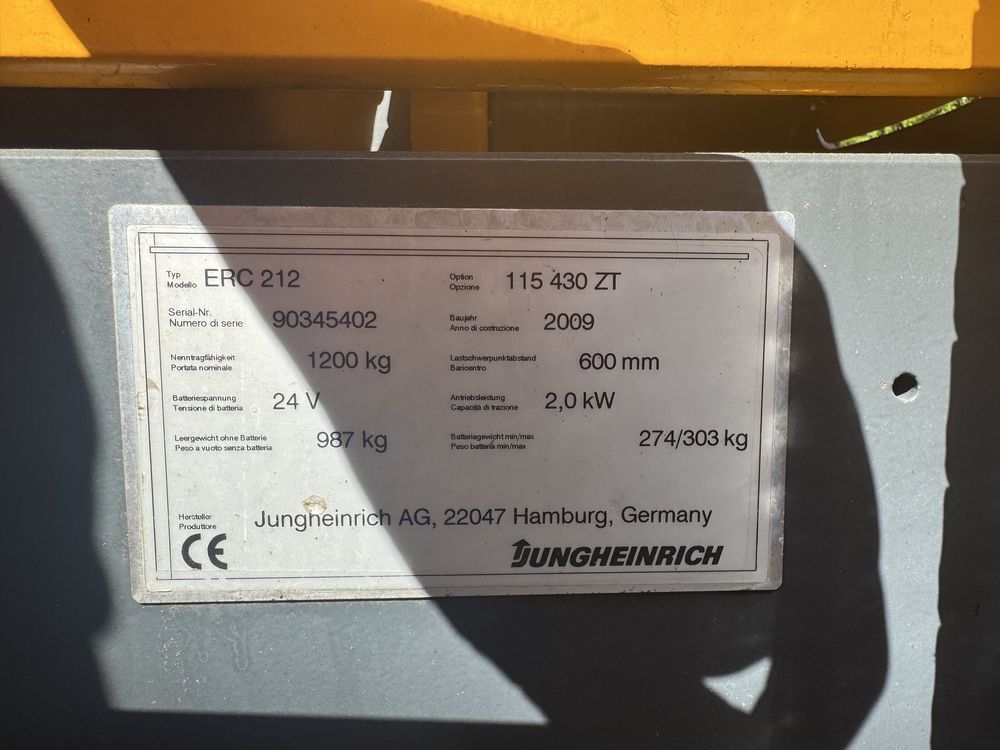 Typ
Modello ERC 212 Option
Opzione 115 430 ZT
Serial-Nr.
Numero di serie 90345402 Baujahr
Anno di costruzione 2009
Nenntragfähigkeit
Portata nominale 1200 kg Lastschwerpunktabstand
Baricentro 600 mm
Batteriespannung
Tensione di batteria 24 V Antriebsleistung
Capacità di trazione 2,0 kW
Leergewicht ohne Batterie
Peso a vuoto senza batteria 987 kg Batteriegewicht min/max
Peso batteria min/max 274/303 kg
Hersteller
Produttore Jungheinrich AG, 22047 Hamburg, Germany
CE JUNGHEINRICH